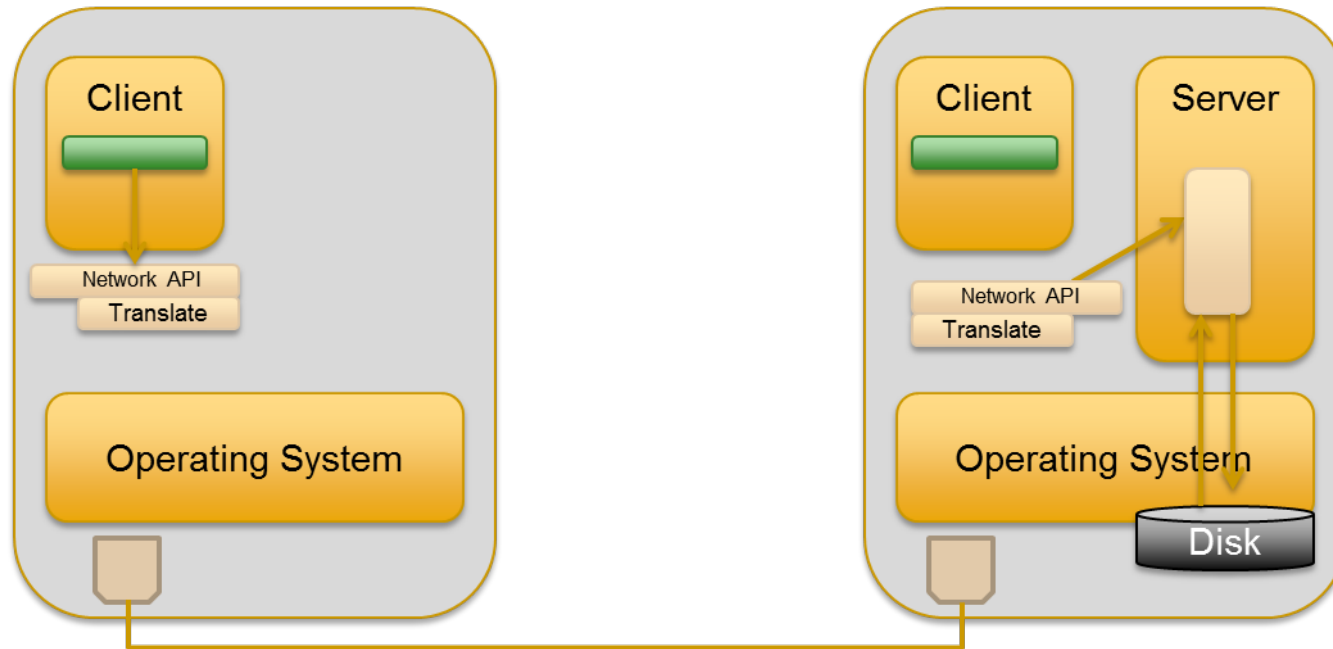 Client
Network API
Translate
Operating System
Client
Server
Network API
Translate
Operating System
Disk